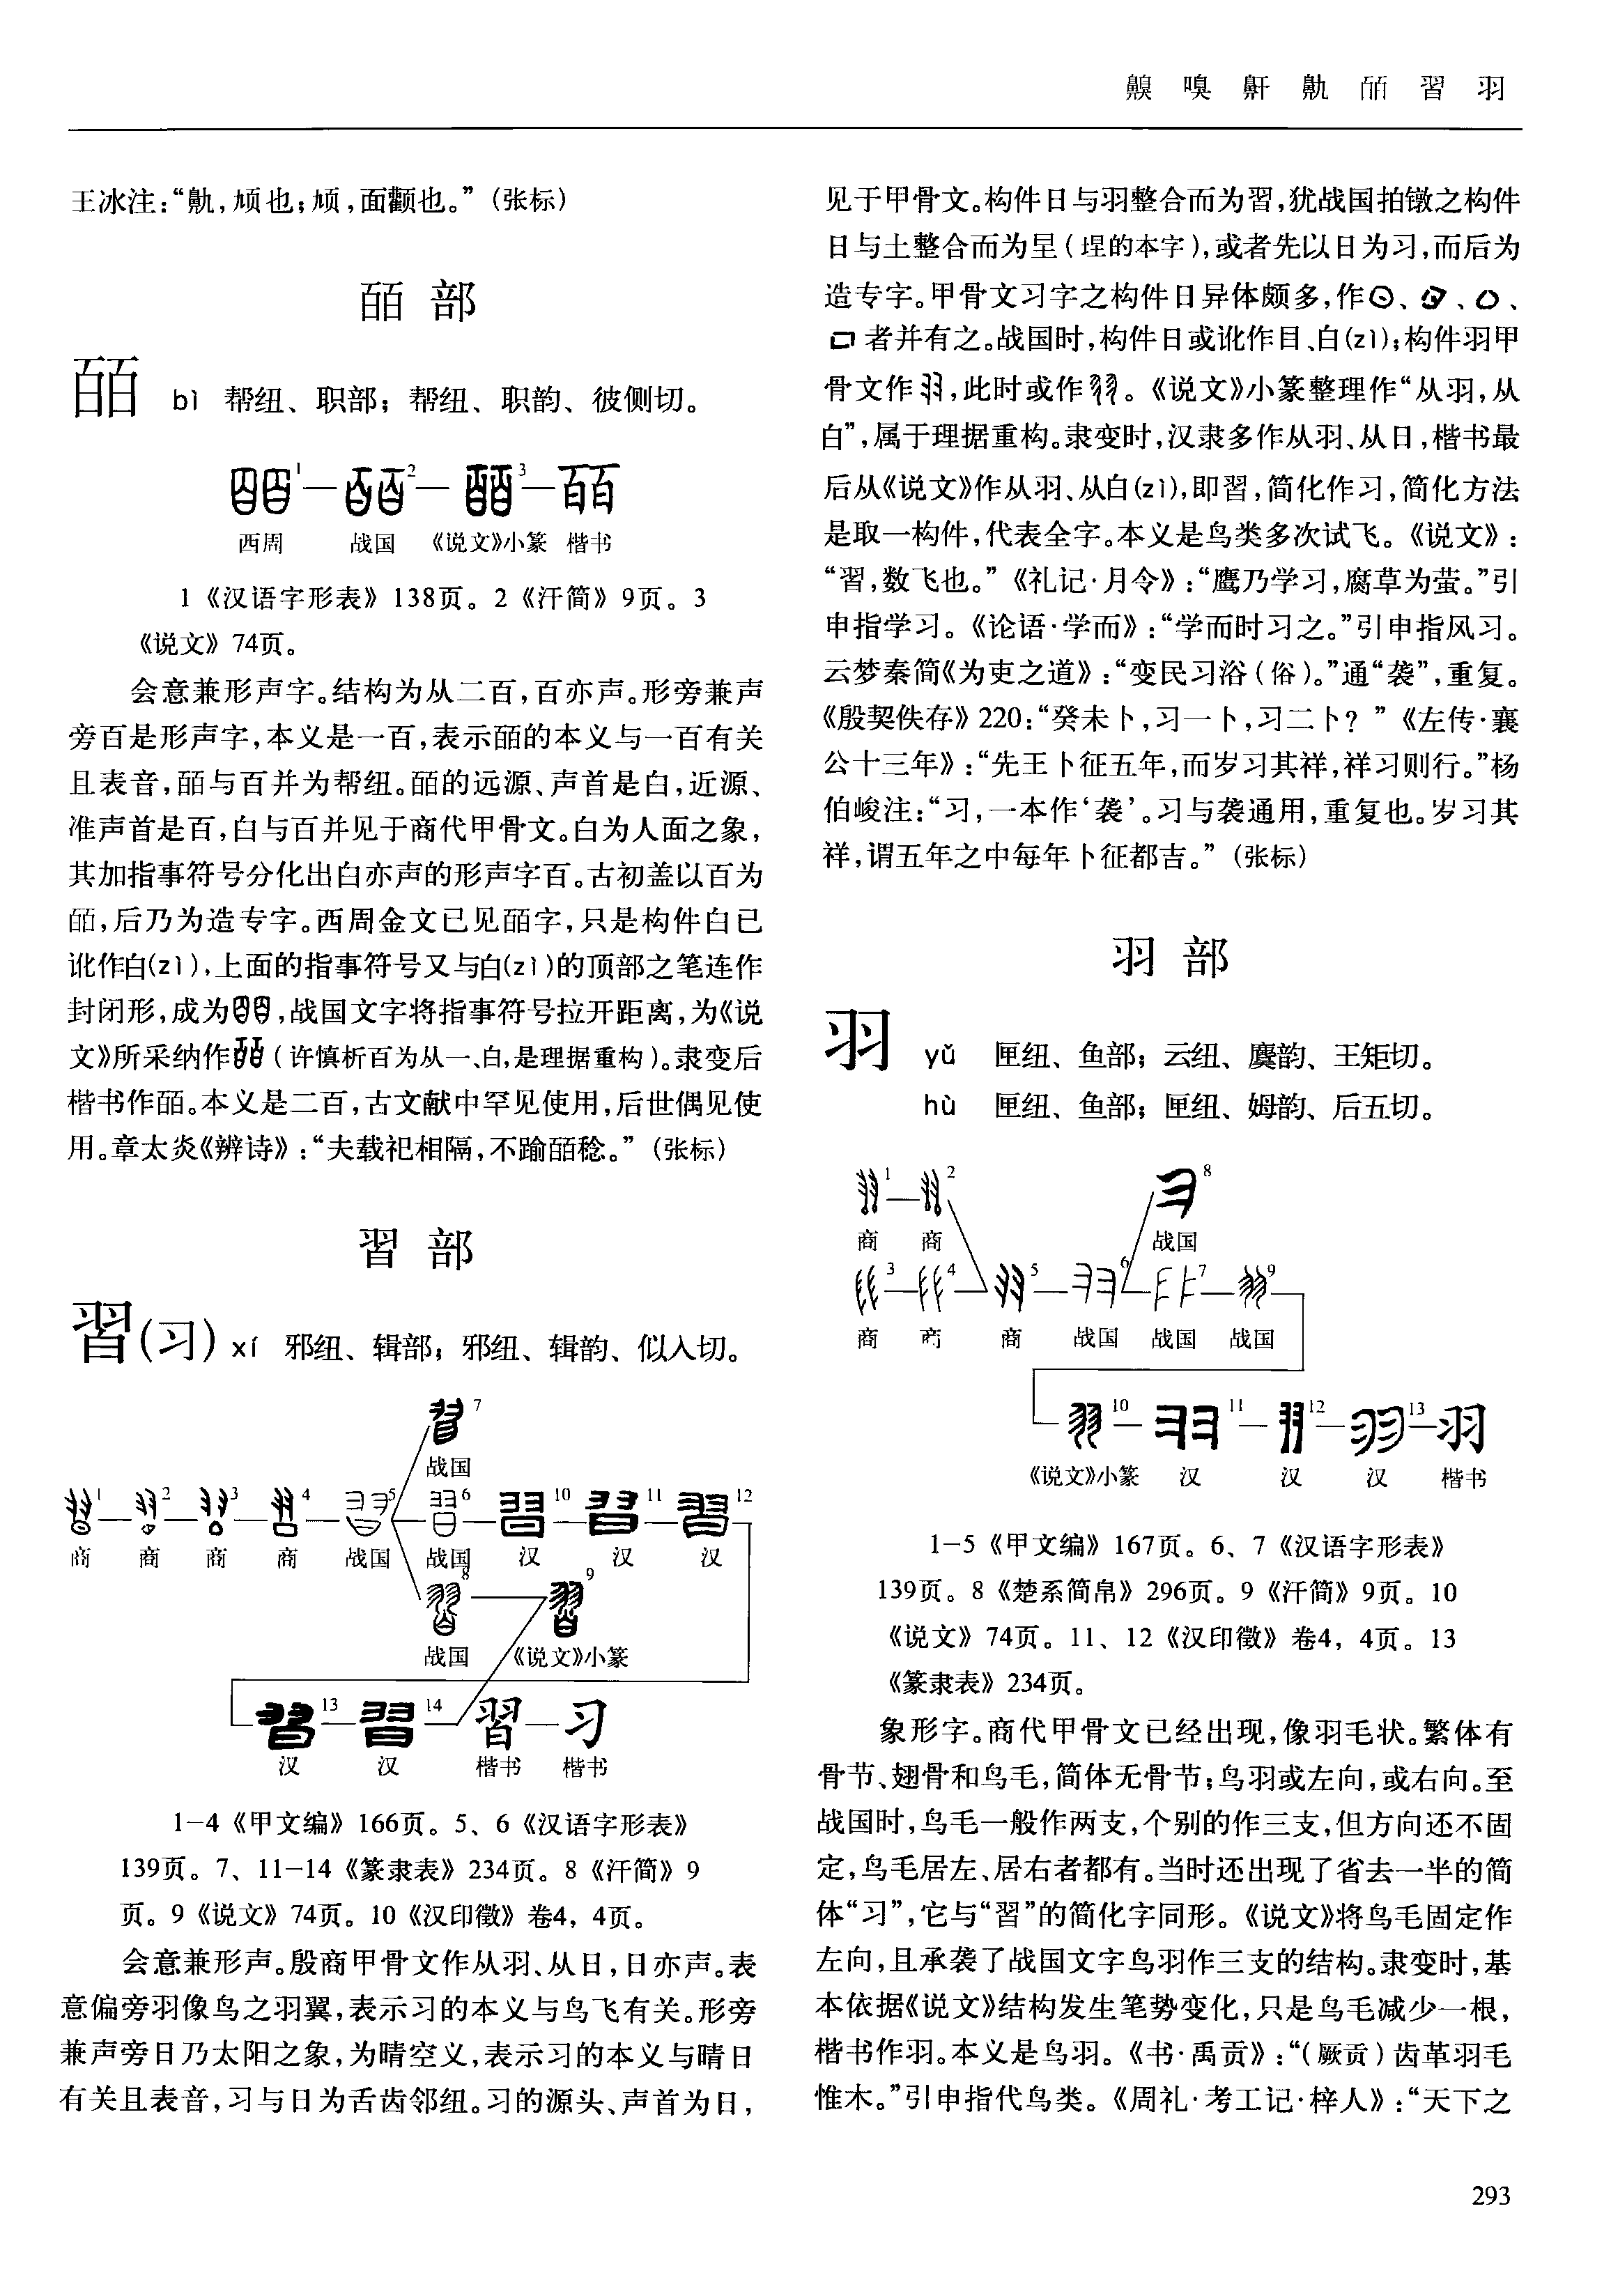 齅 嗅 鼾 鼽 皕 習 羽
王冰注：“鼽，䪼也；䪼，面颧也。”（张标）
皕 部
皕 bì 帮纽、职部；帮纽、职韵、彼侧切。
1 2 3 皕
西周 战国 《说文》小篆 楷书
1《汉语字形表》138页。2《汗简》9页。3
《说文》74页。
会意兼形声字。结构为从二百，百亦声。形旁兼声
旁百是形声字，本义是一百，表示皕的本义与一百有关
且表音，皕与百并为帮纽。皕的远源、声首是白，近源、
准声首是百，白与百并见于商代甲骨文。白为人面之象，
其加指事符号分化出白亦声的形声字百。古初盖以百为
皕，后乃为造专字。西周金文已见皕字，只是构件白已
讹作白(zì)，上面的指事符号又与白(zì)的顶部之笔连作
封闭形，成为，战国文字将指事符号拉开距离，为《说
文》所采纳作（许慎析百为从一、白，是理据重构）。隶变后
楷书作皕。本义是二百，古文献中罕见使用，后世偶见使
用。章太炎《辨诗》：“夫载祀相隔，不踰皕稔。”（张标）
習 部
習(习) xí 邪纽、辑部；邪纽、辑韵、似入切。
7
战国
1 2 3 4 5 6 10 11 12
商 商 商 商 战国 战国 汉 汉 汉
8 9
战国 《说文》小篆
13 14 習 习
汉 汉 楷书 楷书
1—4《甲文编》166页。5、6《汉语字形表》
139页。7、11—14《篆隶表》234页。8《汗简》9
页。9《说文》74页。10《汉印徵》卷4，4页。
会意兼形声。殷商甲骨文作从羽、从日，日亦声。表
意偏旁羽像鸟之羽翼，表示习的本义与鸟飞有关。形旁
兼声旁日乃太阳之象，为晴空义，表示习的本义与晴日
有关且表音，习与日为舌齿邻纽。习的源头、声首为日，
见于甲骨文。构件日与羽整合而为習，犹战国拍镦之构件
日与土整合而为呈（埕的本字），或者先以日为习，而后为
造专字。甲骨文习字之构件日异体颇多，作、、、
者并有之。战国时，构件日或讹作目、白(zì)；构件羽甲
骨文作，此时或作。《说文》小篆整理作“从羽，从
白”，属于理据重构。隶变时，汉隶多作从羽、从日，楷书最
后从《说文》作从羽、从白(zì)，即習，简化作习，简化方法
是取一构件，代表全字。本义是鸟类多次试飞。《说文》：
“習，数飞也。”《礼记·月令》：“鹰乃学习，腐草为萤。”引
申指学习。《论语·学而》：“学而时习之。”引申指风习。
云梦秦简《为吏之道》：“变民习浴（俗）。”通“袭”，重复。
《殷契佚存》220：“癸未卜，习一卜，习二卜？”《左传·襄
公十三年》：“先王卜征五年，而岁习其祥，祥习则行。”杨
伯峻注：“习，一本作‘袭’。习与袭通用，重复也。岁习其
祥，谓五年之中每年卜征都吉。”（张标）
羽 部
羽 yǔ 匣纽、鱼部；云纽、麌韵、王矩切。
hù 匣纽、鱼部；匣纽、姥韵、后五切。
1 2 8
商 商 战国
3 4 5 6 7 9
商 商 商 战国 战国 战国
10 11 12 13 羽
《说文》小篆 汉 汉 汉 楷书
1—5《甲文编》167页。6、7《汉语字形表》
139页。8《楚系简帛》296页。9《汗简》9页。10
《说文》74页。11、12《汉印徵》卷4，4页。13
《篆隶表》234页。
象形字。商代甲骨文已经出现，像羽毛状。繁体有
骨节、翅骨和鸟毛，简体无骨节；鸟羽或左向，或右向。至
战国时，鸟毛一般作两支，个别的作三支，但方向还不固
定，鸟毛居左、居右者都有。当时还出现了省去一半的简
体“习”，它与“習”的简化字同形。《说文》将鸟毛固定作
左向，且承袭了战国文字鸟羽作三支的结构。隶变时，基
本依据《说文》结构发生笔势变化，只是鸟毛减少一根，
楷书作羽。本义是鸟羽。《书·禹贡》：“（厥贡）齿革羽毛
惟木。”引申指代鸟类。《周礼·考工记·梓人》：“天下之
293